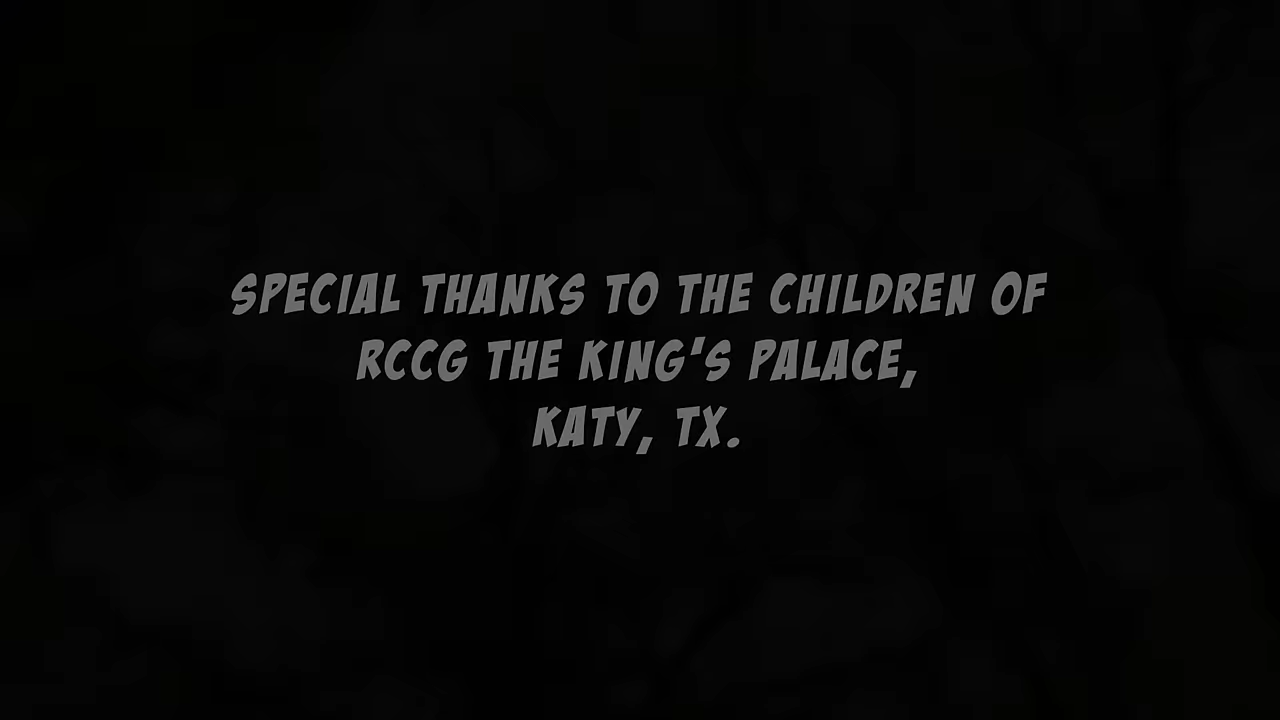 SPECIAL THANKS TO THE CHILDREN OF
RCCG THE KING'S PALACE,
KATY, TX.